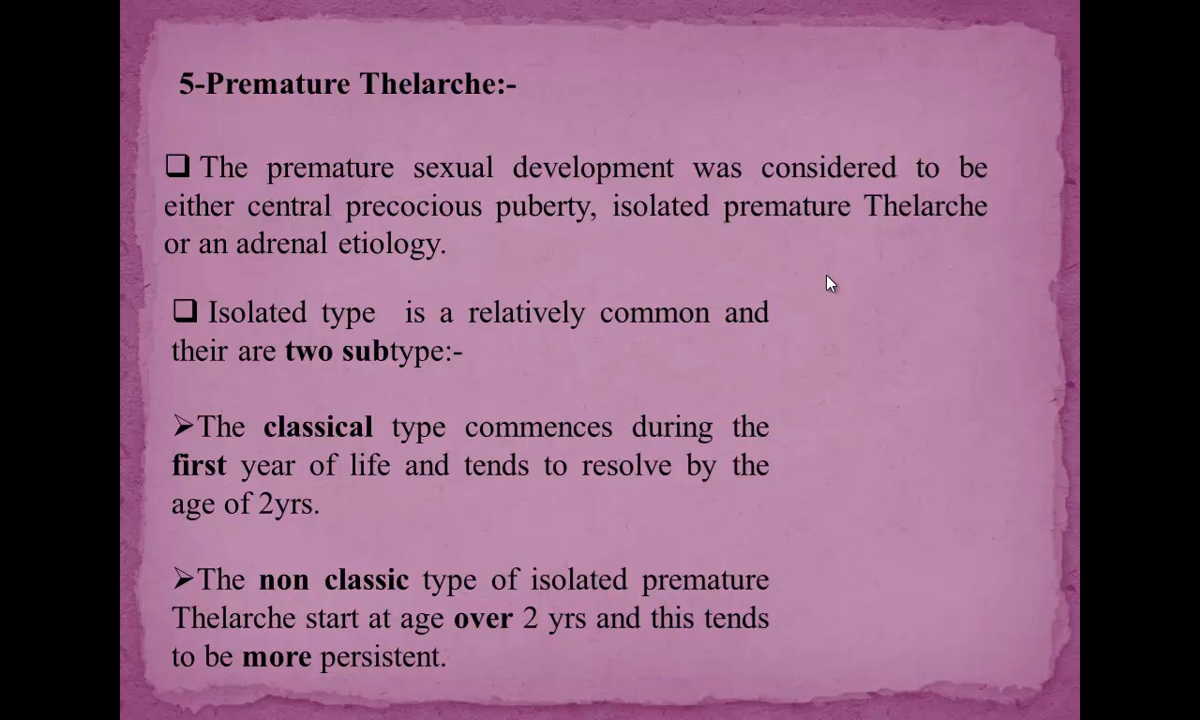 5-Premature Thelarche:-
❑ The premature sexual development was considered to be
either central precocious puberty, isolated premature Thelarche
or an adrenal etiology.
❑ Isolated type is a relatively common and
their are two subtype:-
➢The classical type commences during the
first year of life and tends to resolve by the
age of 2yrs.
➢The non classic type of isolated premature
Thelarche start at age over 2 yrs and this tends
to be more persistent.